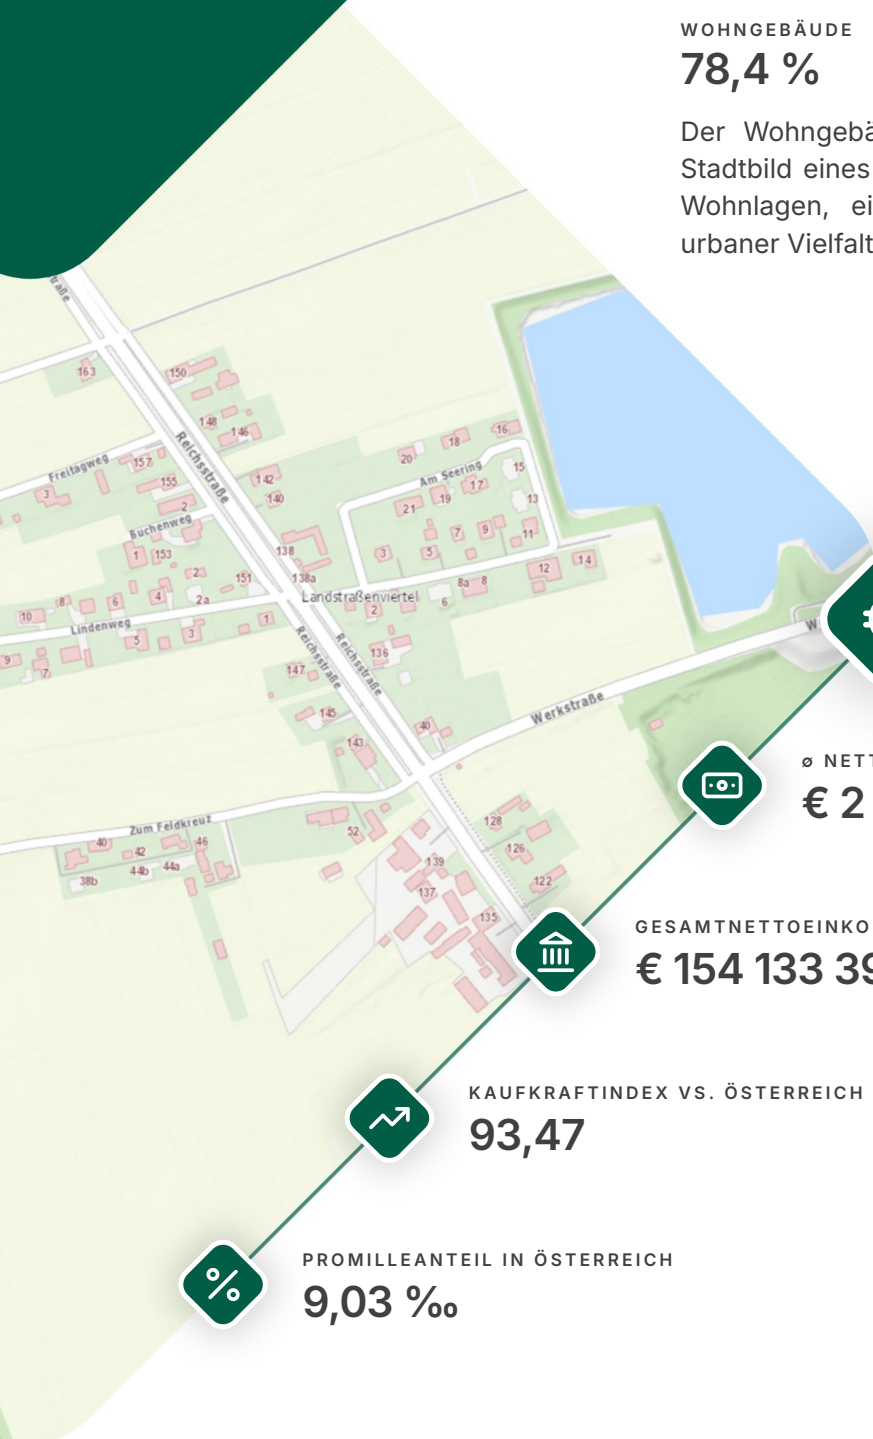 WOHNGEBÄUDE
78,4 %
Der Wohngebä
Stadtbild eines
Wohnlagen, ei
urbaner Vielfalt
raße
163
150
148
146
Reichsstraße
Freitagweg
157
3
155
2
142
140
Buchenweg
1
153
138
138a
20
18
16
Am Seering
15
17
19
21
13
7
9
11
3
5
12
14
8a
8
6
Landstraßenviertel
2
151
2
2a
4
6
8
10
Lindenweg
1
3
5
7
9
Reichsstraße
Reichsstraße
136
147
145
143
40
Werkstraße
W
Zum Feldkreuz
40
42
46
44b
44a
38b
52
128
126
122
139
137
135
ø NETT
€ 2
GESAMTNETTOEINKO
€ 154 133 39
KAUFKRAFTINDEX VS. ÖSTERREICH
93,47
PROMILLEANTEIL IN ÖSTERREICH
9,03 ‰